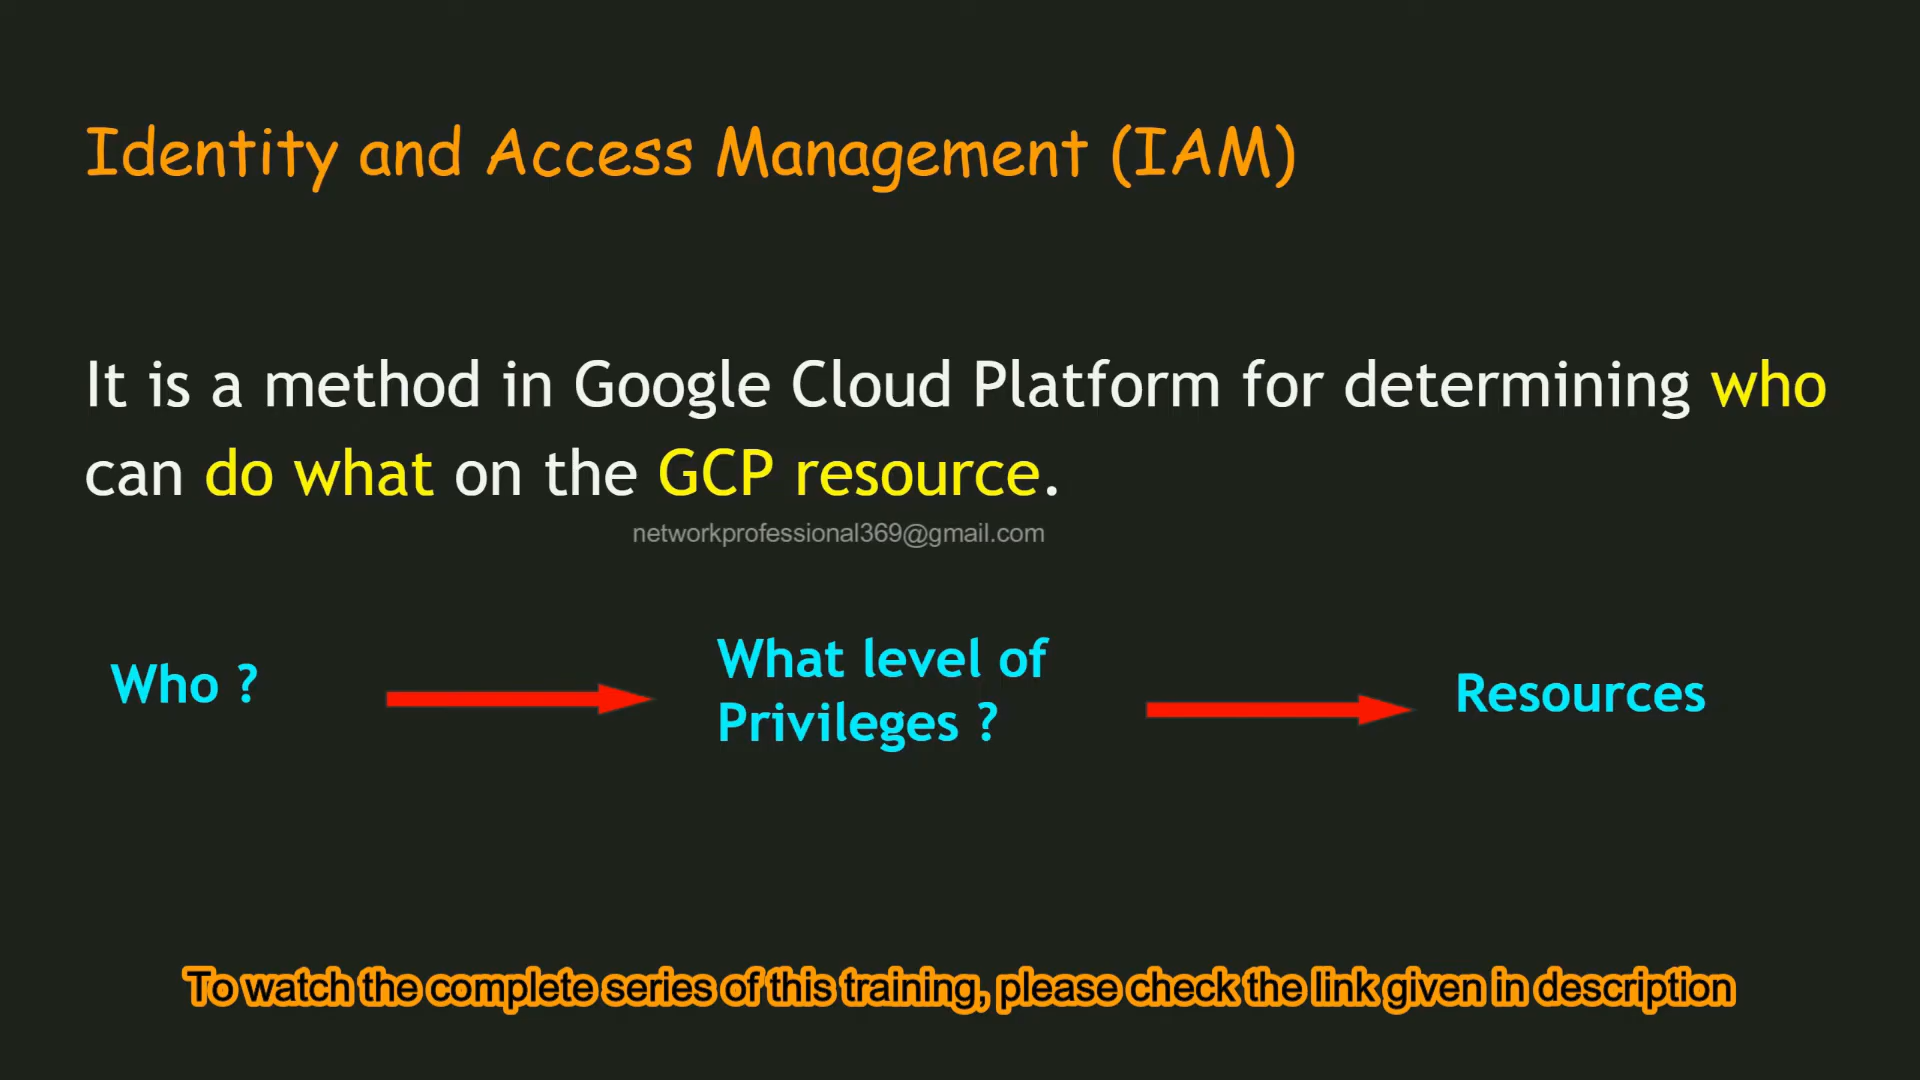 Identity and Access Management (IAM)
It is a method in Google Cloud Platform for determining who
can do what on the GCP resource.
networkprofessional369@gmail.com
Who ?
What level of
Privileges ?
Resources
To watch the complete series of this training, please check the link given in description